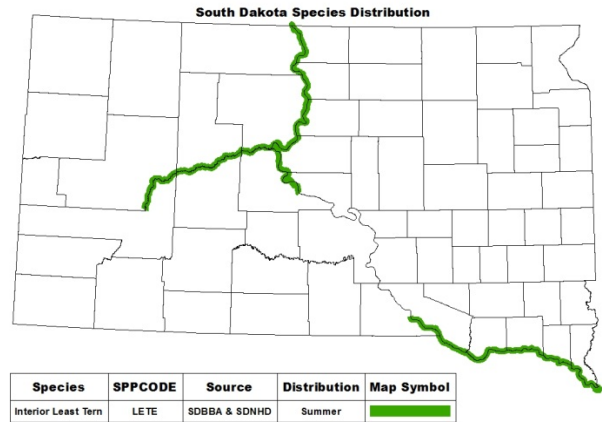 South Dakota Species Distribution
Species SPPCODE Source Distribution Map Symbol
Interior Least Tern LETE SDBBA & SDNHD Summer